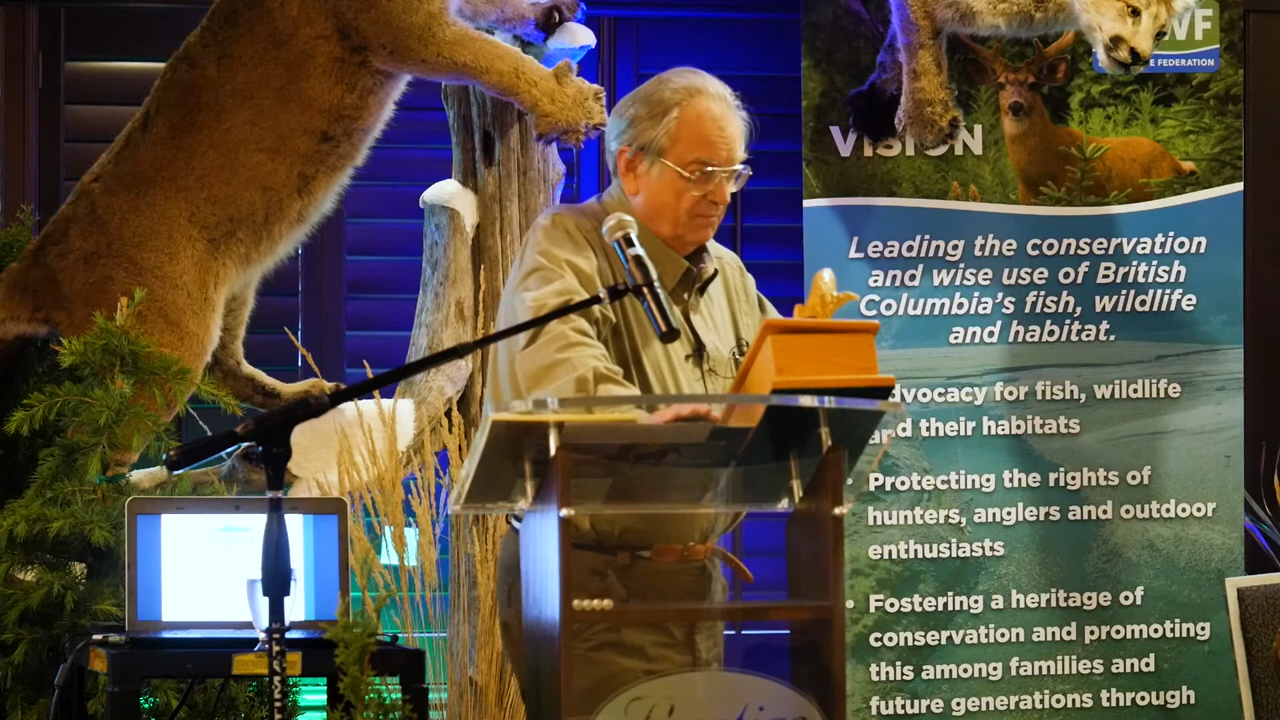 WF
E FEDERATION
VISION
Leading the conservation
and wise use of British
Columbia's fish, wildlife
and habitat.
dvocacy for fish, wildlife
and their habitats
• Protecting the rights of
hunters, anglers and outdoor
enthusiasts
• Fostering a heritage of
conservation and promoting
this among families and
future generations through